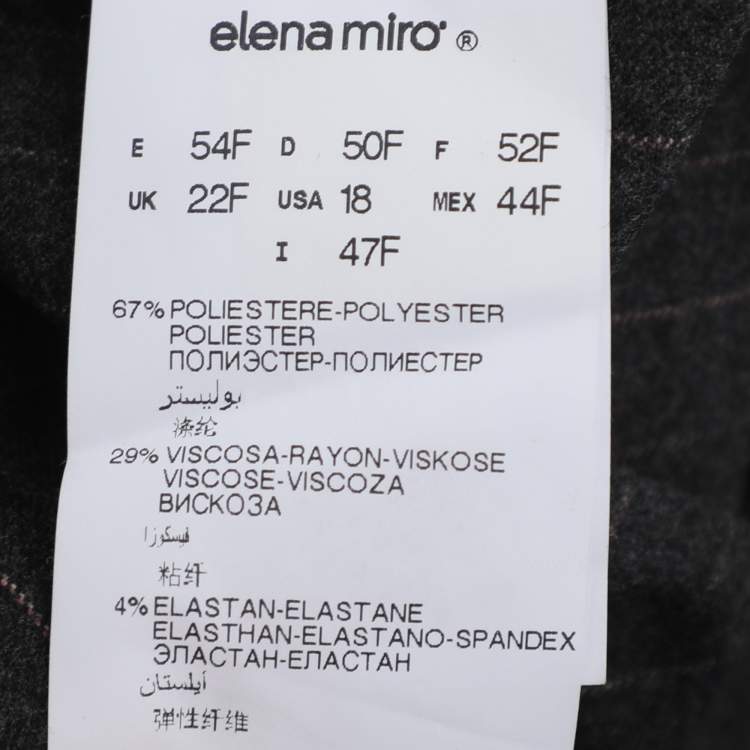 elena miro ®
E 54F D 50F F 52F
UK 22F USA 18 MEX 44F
I 47F
67% POLIESTERE-POLYESTER
POLIESTER
ПОЛИЭСТЕР-ПОЛИЕСТЕР
بوليستر
涤纶
29% VISCOSA-RAYON-VISKOSE
VISCOSE-VISCOZA
ВИСКОЗА
فيسكوزا
粘纤
4% ELASTAN-ELASTANE
ELASTHAN-ELASTANO-SPANDEX
ЭЛАСТАН-ЕЛАСТАН
أيلستان
弹性纤维